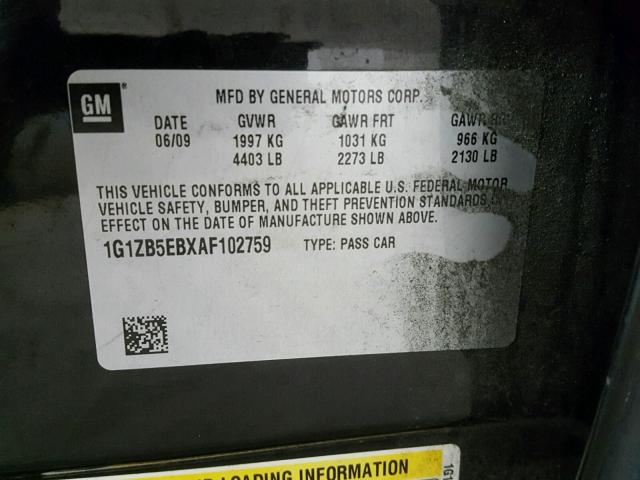 GM
MFD BY GENERAL MOTORS CORP.
DATE GVWR GAWR FRT GAWR
06/09 1997 KG 1031 KG 966 KG
4403 LB 2273 LB 2130 LB
THIS VEHICLE CONFORMS TO ALL APPLICABLE U.S. FEDERAL MOTOR
VEHICLE SAFETY, BUMPER, AND THEFT PREVENTION STANDARDS IN
EFFECT ON THE DATE OF MANUFACTURE SHOWN ABOVE.
1G1ZB5EBXAF102759 TYPE: PASS CAR
LOADING INFORMATION